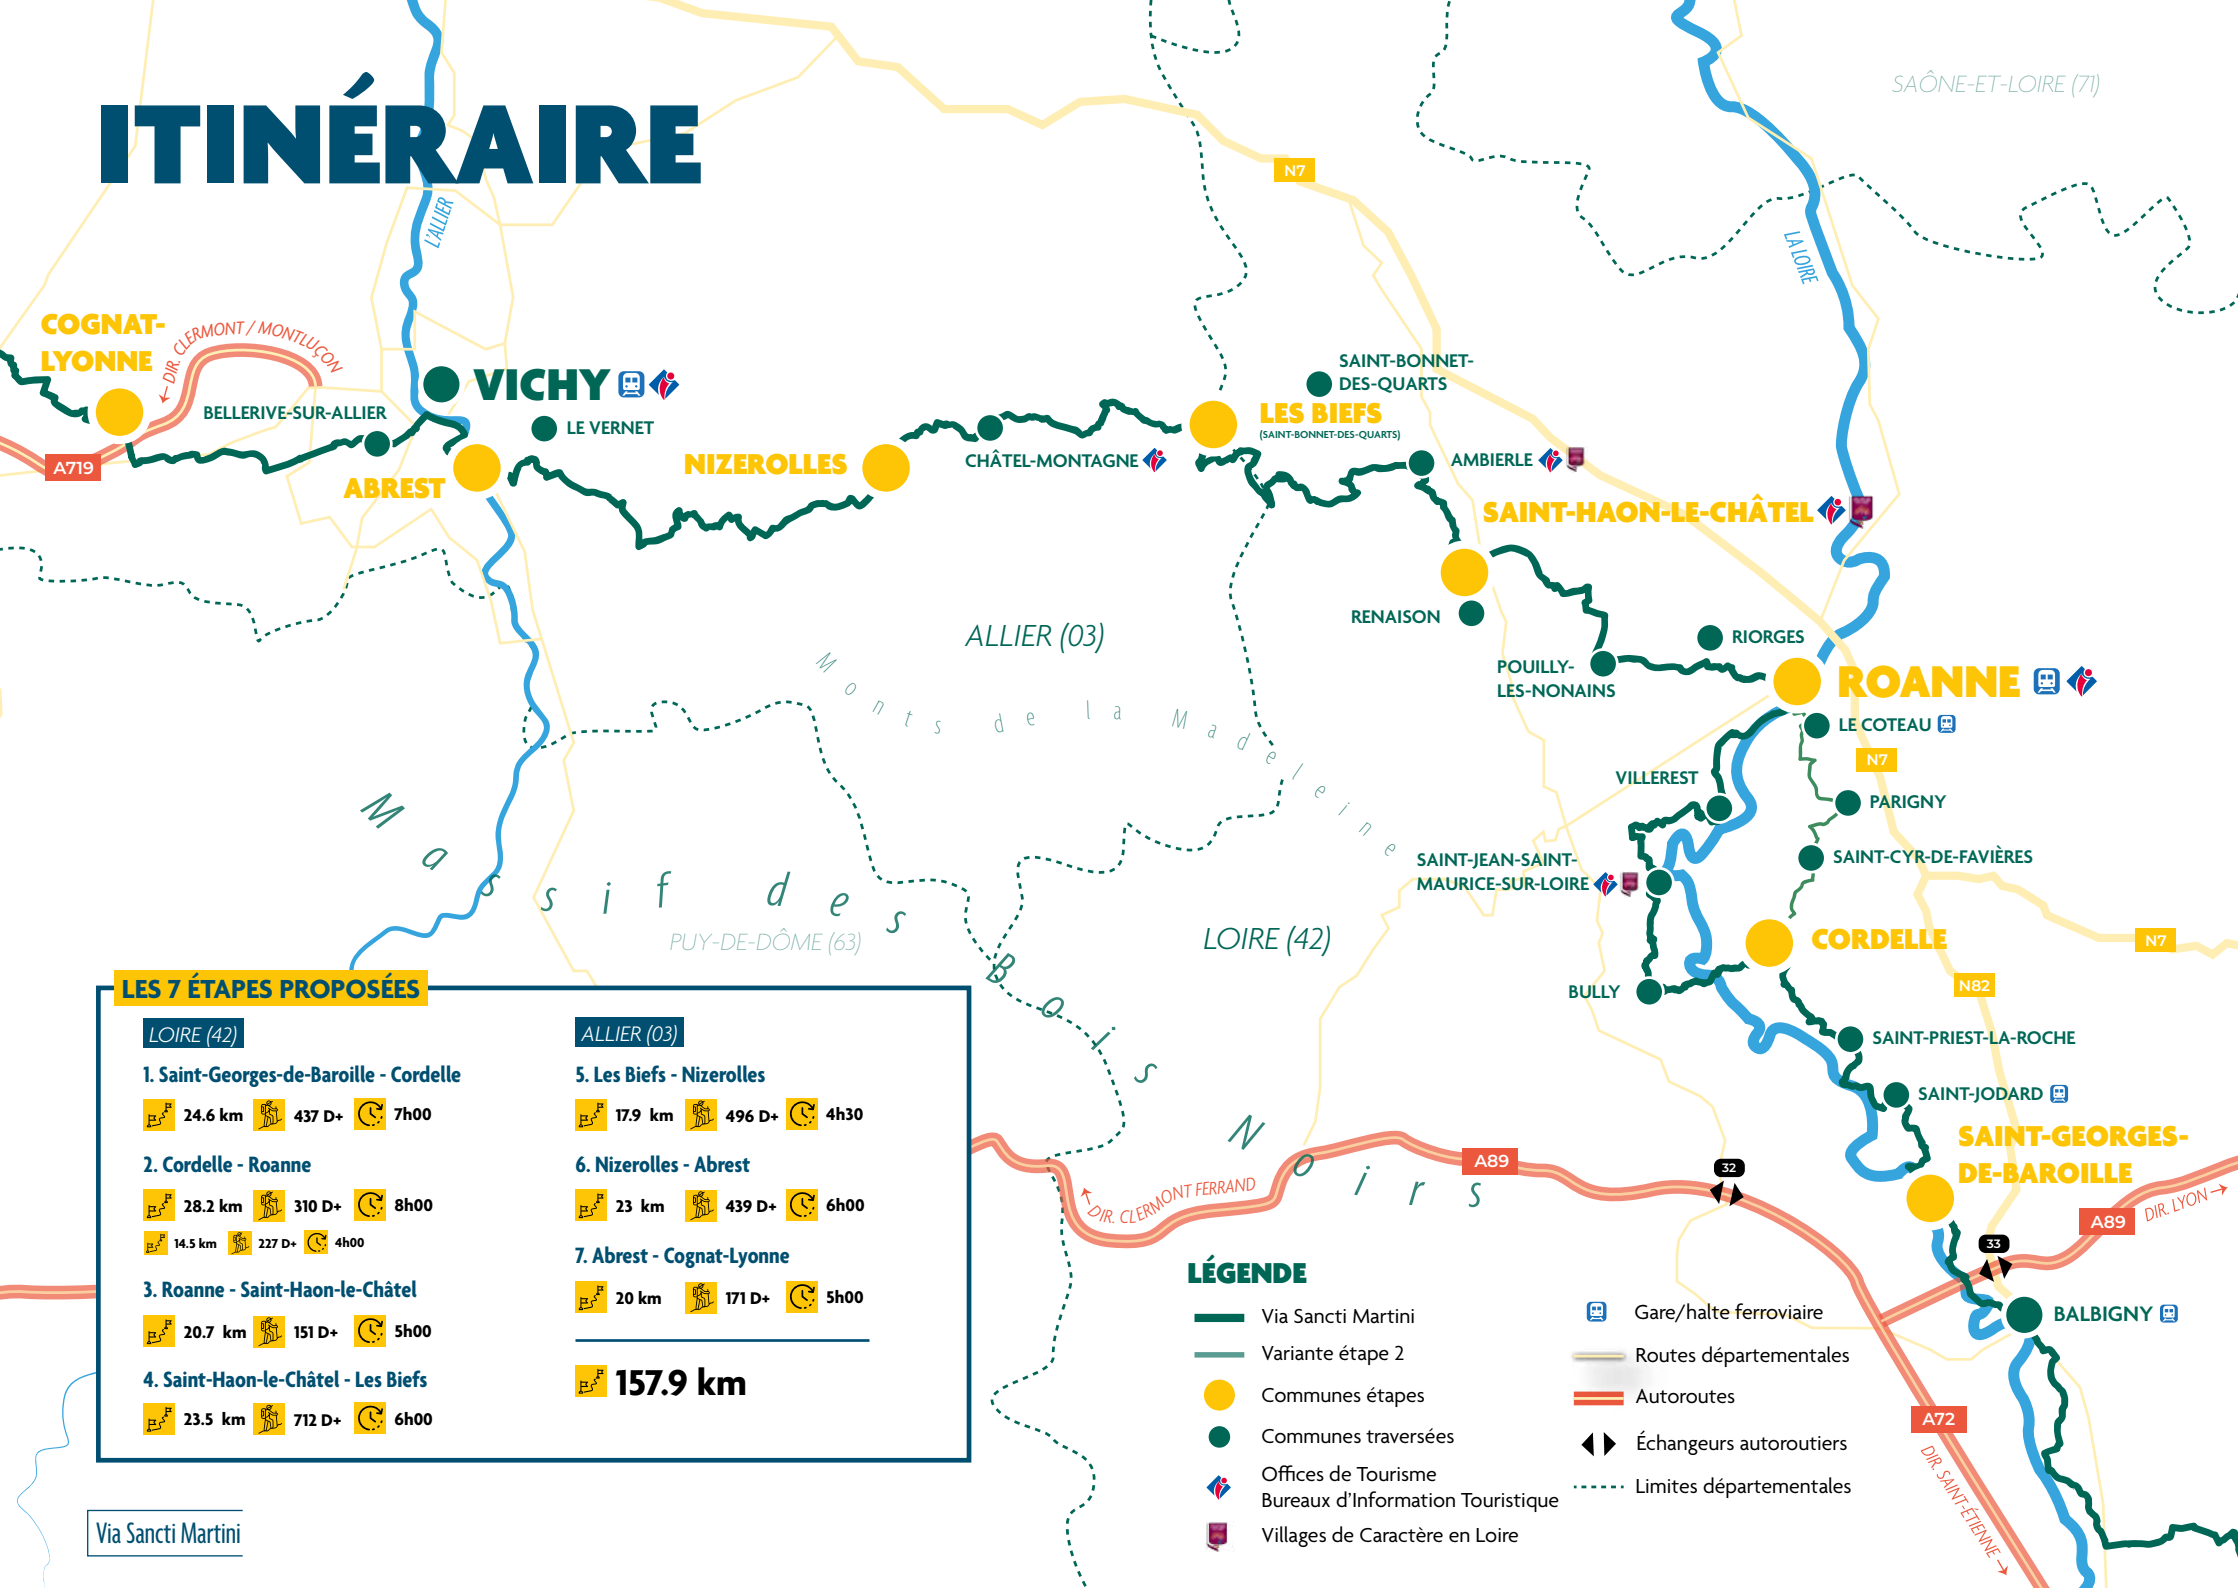 ITINÉRAIRE
SAÔNE-ET-LOIRE (71)
N7
L'ALLIER
LA LOIRE
COGNAT-
LYONNE
← DIR. CLERMONT / MONTLUÇON
BELLERIVE-SUR-ALLIER
A719
VICHY
LE VERNET
ABREST
NIZEROLLES
CHÂTEL-MONTAGNE
SAINT-BONNET-
DES-QUARTS
LES BIEFS
(SAINT-BONNET-DES-QUARTS)
AMBIERLE
SAINT-HAON-LE-CHÂTEL
RENAISON
RIORGES
POUILLY-
LES-NONAINS
ROANNE
LE COTEAU
N7
VILLEREST
PARIGNY
SAINT-CYR-DE-FAVIÈRES
SAINT-JEAN-SAINT-
MAURICE-SUR-LOIRE
CORDELLE
N7
N82
BULLY
SAINT-PRIEST-LA-ROCHE
SAINT-JODARD
SAINT-GEORGES-
DE-BAROILLE
ALLIER (03)
Monts de la Madeleine
Massif des Bois Noirs
PUY-DE-DÔME (63)
LOIRE (42)
A89
← DIR. CLERMONT FERRAND
32
33
A89
DIR. LYON →
BALBIGNY
A72
DIR. SAINT-ÉTIENNE →
LES 7 ÉTAPES PROPOSÉES
LOIRE (42)
1. Saint-Georges-de-Baroille - Cordelle
24.6 km 437 D+ 7h00
2. Cordelle - Roanne
28.2 km 310 D+ 8h00
14.5 km 227 D+ 4h00
3. Roanne - Saint-Haon-le-Châtel
20.7 km 151 D+ 5h00
4. Saint-Haon-le-Châtel - Les Biefs
23.5 km 712 D+ 6h00
ALLIER (03)
5. Les Biefs - Nizerolles
17.9 km 496 D+ 4h30
6. Nizerolles - Abrest
23 km 439 D+ 6h00
7. Abrest - Cognat-Lyonne
20 km 171 D+ 5h00
157.9 km
Via Sancti Martini
LÉGENDE
Via Sancti Martini
Variante étape 2
Communes étapes
Communes traversées
Offices de Tourisme
Bureaux d'Information Touristique
Villages de Caractère en Loire
Gare/halte ferroviaire
Routes départementales
Autoroutes
Échangeurs autoroutiers
Limites départementales